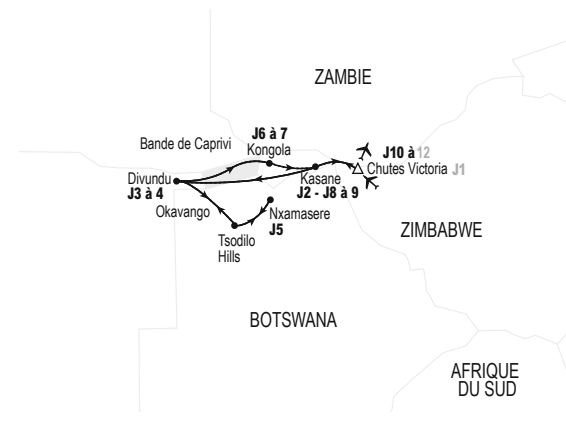 ZAMBIE
J6 à 7
Bande de Caprivi
Kongola
J10 à 12
Chutes Victoria J1
Divundu
J3 à 4
Kasane
J2 - J8 à 9
Okavango
Nxamasere
J5
Tsodilo
Hills
ZIMBABWE
BOTSWANA
AFRIQUE
DU SUD